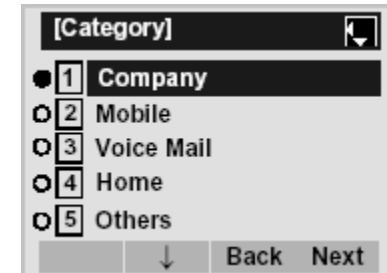 [Category]
1 Company
2 Mobile
3 Voice Mail
4 Home
5 Others
↓ Back Next